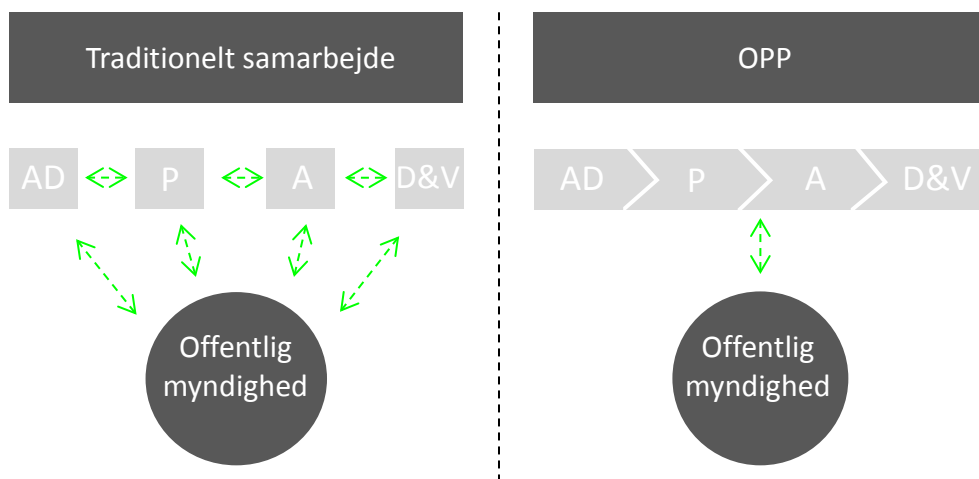 Traditionelt samarbejde
AD
P
A
D&V
Offentlig
myndighed
OPP
AD
P
A
D&V
Offentlig
myndighed